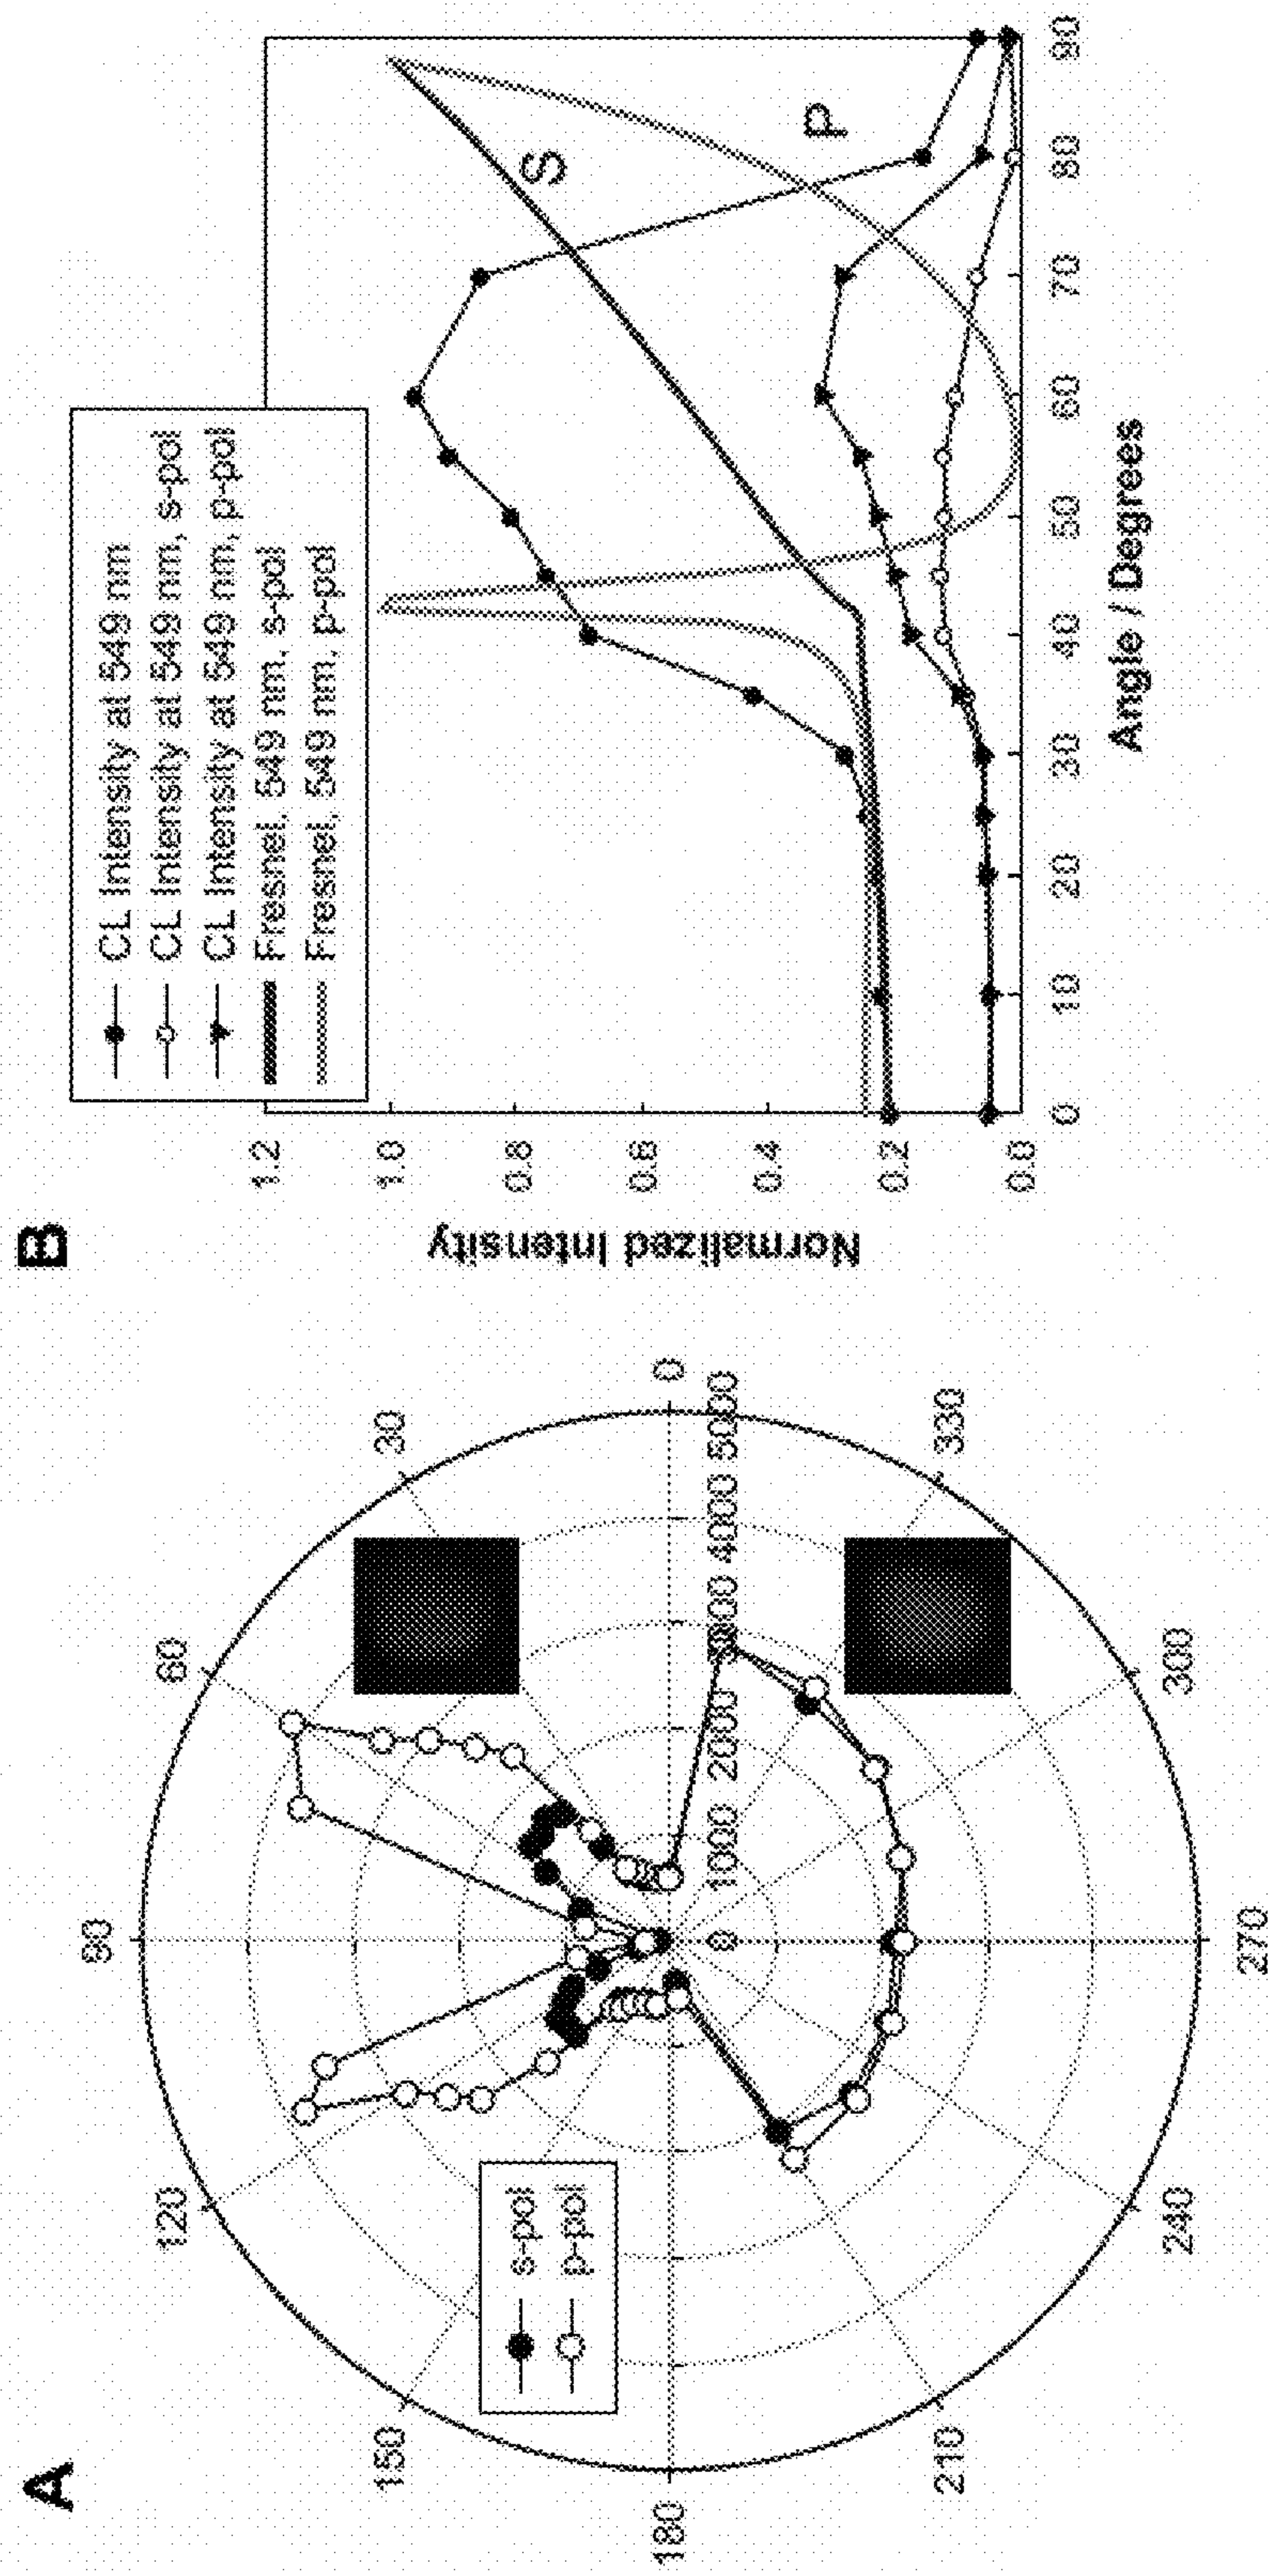 A
0
30
60
90
120
150
180
210
240
270
300
330
0
1000
2000
3000
4000
5000
s-pol
p-pol
B
CL Intensity at 549 nm
CL Intensity at 549 nm, s-pol
CL Intensity at 549 nm, p-pol
Fresnel, 549 nm, s-pol
Fresnel, 549 nm, p-pol
S
P
Normalized Intensity
1.2
1.0
0.8
0.6
0.4
0.2
0.0
0
10
20
30
40
50
60
70
80
90
Angle / Degrees